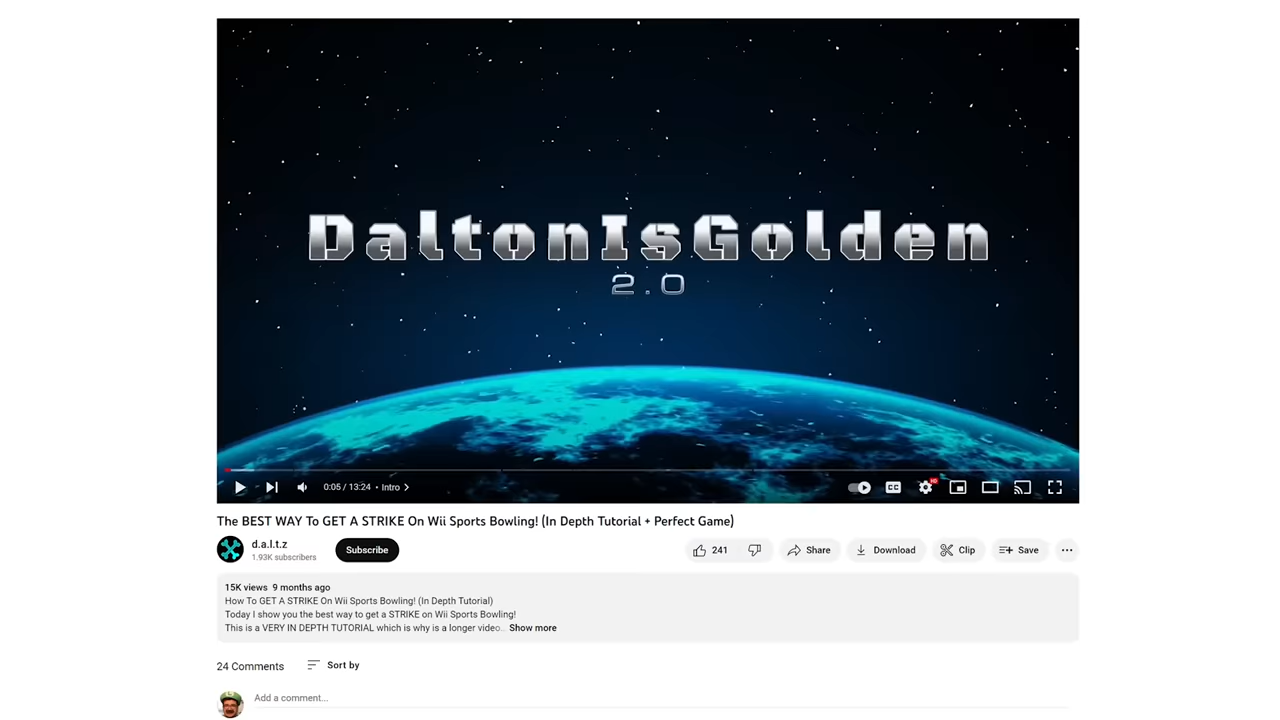 DaltonIsGolden
2.0
0:05 / 13:24 • Intro
CC
HD
The BEST WAY To GET A STRIKE On Wii Sports Bowling! (In Depth Tutorial + Perfect Game)
d.a.l.t.z
1.93K subscribers
Subscribe
241
Share
Download
Clip
Save
15K views 9 months ago
How To GET A STRIKE On Wii Sports Bowling! (In Depth Tutorial)
Today I show you the best way to get a STRIKE on Wii Sports Bowling!
This is a VERY IN DEPTH TUTORIAL which is why is a longer video... Show more
24 Comments
Sort by
Add a comment...